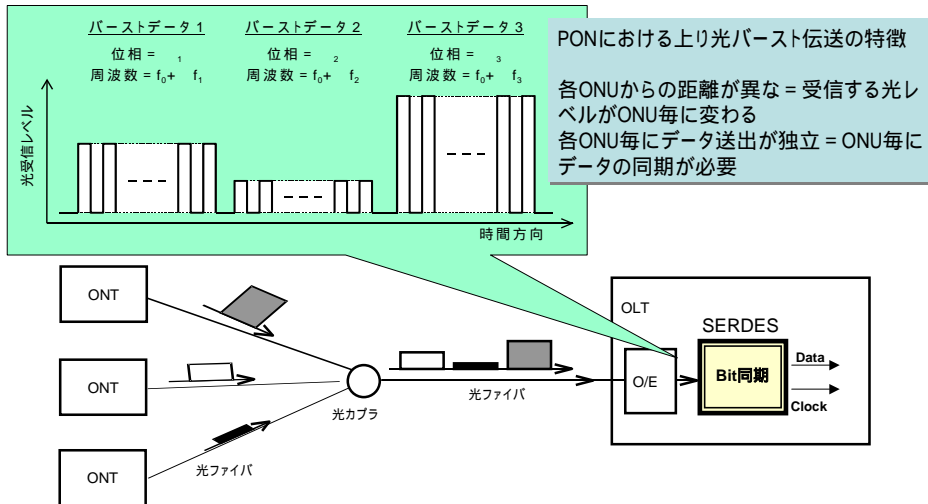 バーストデータ1
位相 = 1
周波数 = f0+ f1
バーストデータ2
位相 = 2
周波数 = f0+ f2
バーストデータ3
位相 = 3
周波数 = f0+ f3
光受信レベル
時間方向
PONにおける上り光バースト伝送の特徴
各ONUからの距離が異な = 受信する光レ
ベルがONU毎に変わる
各ONU毎にデータ送出が独立 = ONU毎に
データの同期が必要
ONT
ONT
ONT
光ファイバ
光カプラ
光ファイバ
OLT
O/E
SERDES
Bit同期
Data
Clock